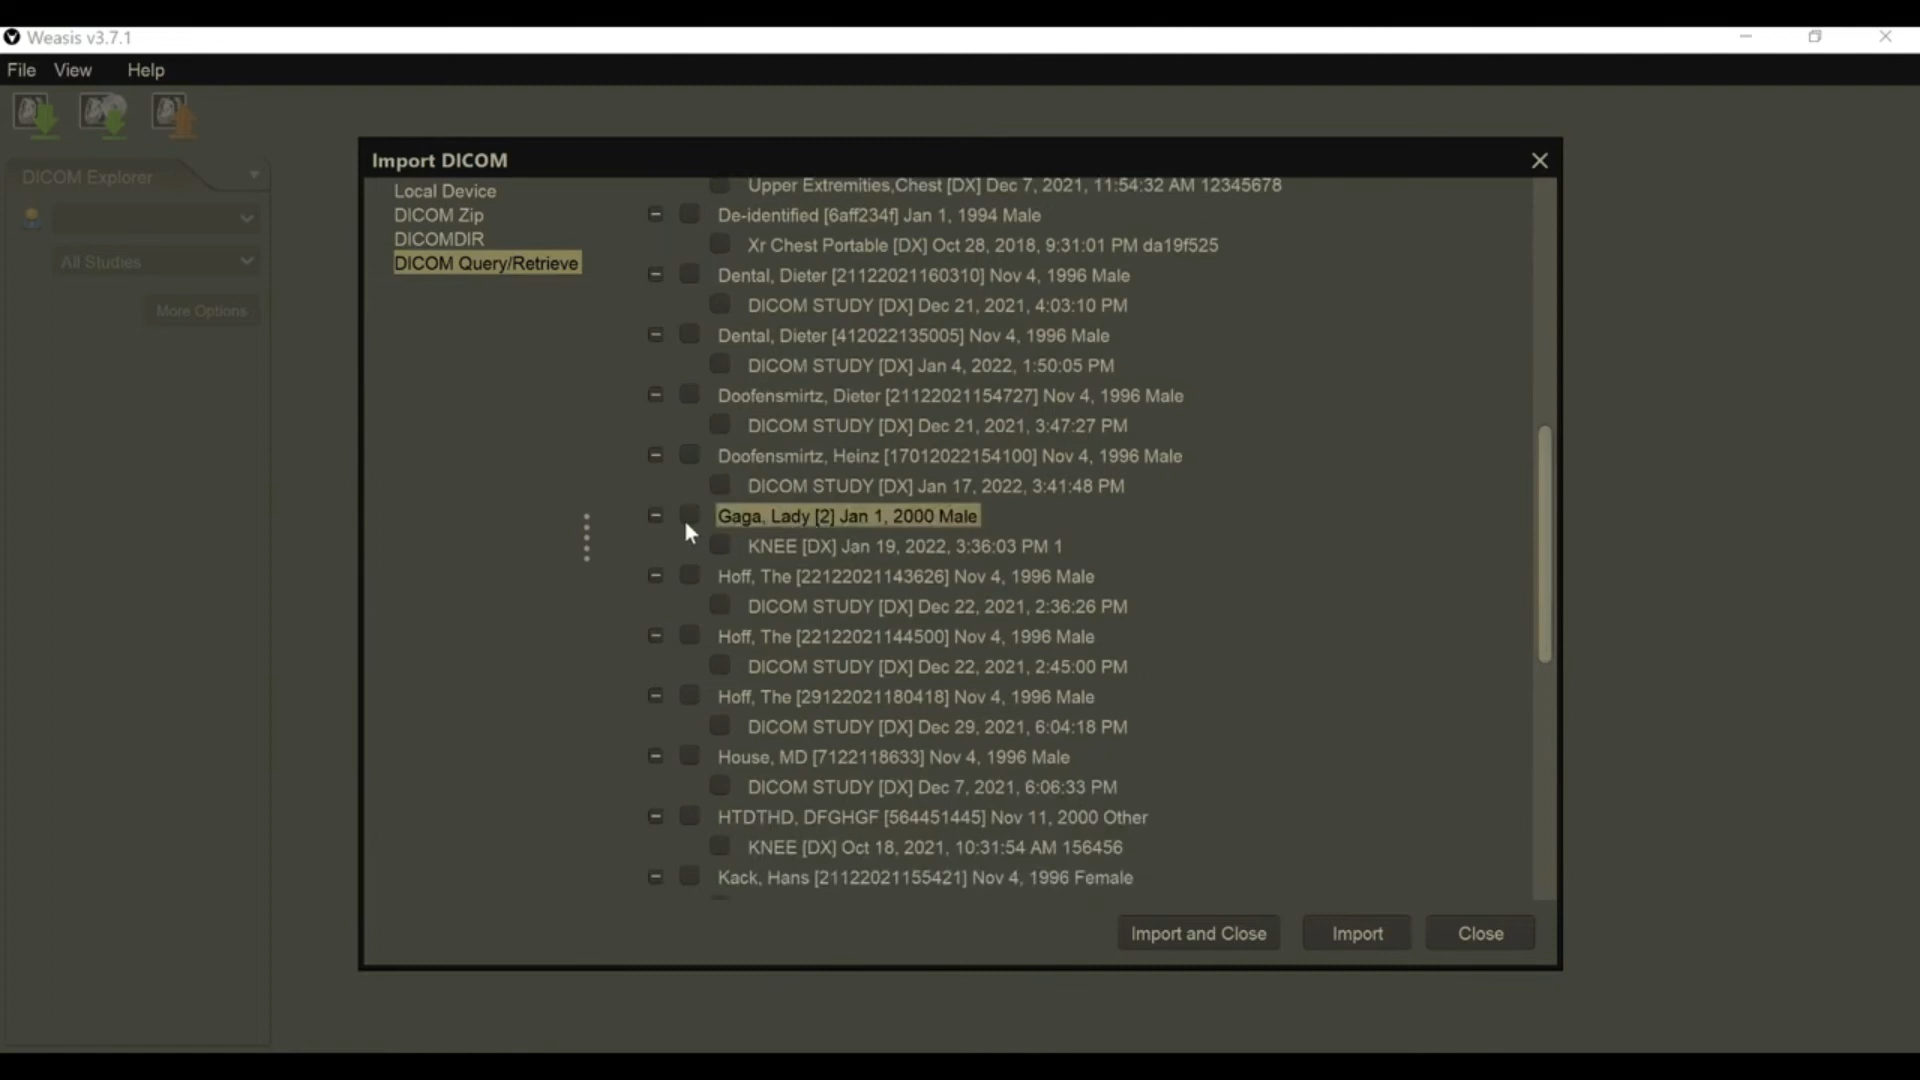 Weasis v3.7.1
File View Help
DICOM Explorer
All Studies
More Options
Import DICOM
Local Device
DICOM Zip
DICOMDIR
DICOM Query/Retrieve
Upper Extremities,Chest [DX] Dec 7, 2021, 11:54:32 AM 12345678
De-identified [6aff234f] Jan 1, 1994 Male
Xr Chest Portable [DX] Oct 28, 2018, 9:31:01 PM da19f525
Dental, Dieter [21122021160310] Nov 4, 1996 Male
DICOM STUDY [DX] Dec 21, 2021, 4:03:10 PM
Dental, Dieter [412022135005] Nov 4, 1996 Male
DICOM STUDY [DX] Jan 4, 2022, 1:50:05 PM
Doofensmirtz, Dieter [21122021154727] Nov 4, 1996 Male
DICOM STUDY [DX] Dec 21, 2021, 3:47:27 PM
Doofensmirtz, Heinz [17012022154100] Nov 4, 1996 Male
DICOM STUDY [DX] Jan 17, 2022, 3:41:48 PM
Gaga, Lady [2] Jan 1, 2000 Male
KNEE [DX] Jan 19, 2022, 3:36:03 PM 1
Hoff, The [22122021143626] Nov 4, 1996 Male
DICOM STUDY [DX] Dec 22, 2021, 2:36:26 PM
Hoff, The [22122021144500] Nov 4, 1996 Male
DICOM STUDY [DX] Dec 22, 2021, 2:45:00 PM
Hoff, The [29122021180418] Nov 4, 1996 Male
DICOM STUDY [DX] Dec 29, 2021, 6:04:18 PM
House, MD [7122118633] Nov 4, 1996 Male
DICOM STUDY [DX] Dec 7, 2021, 6:06:33 PM
HTDTHD, DFGHGF [564451445] Nov 11, 2000 Other
KNEE [DX] Oct 18, 2021, 10:31:54 AM 156456
Kack, Hans [21122021155421] Nov 4, 1996 Female
Import and Close Import Close